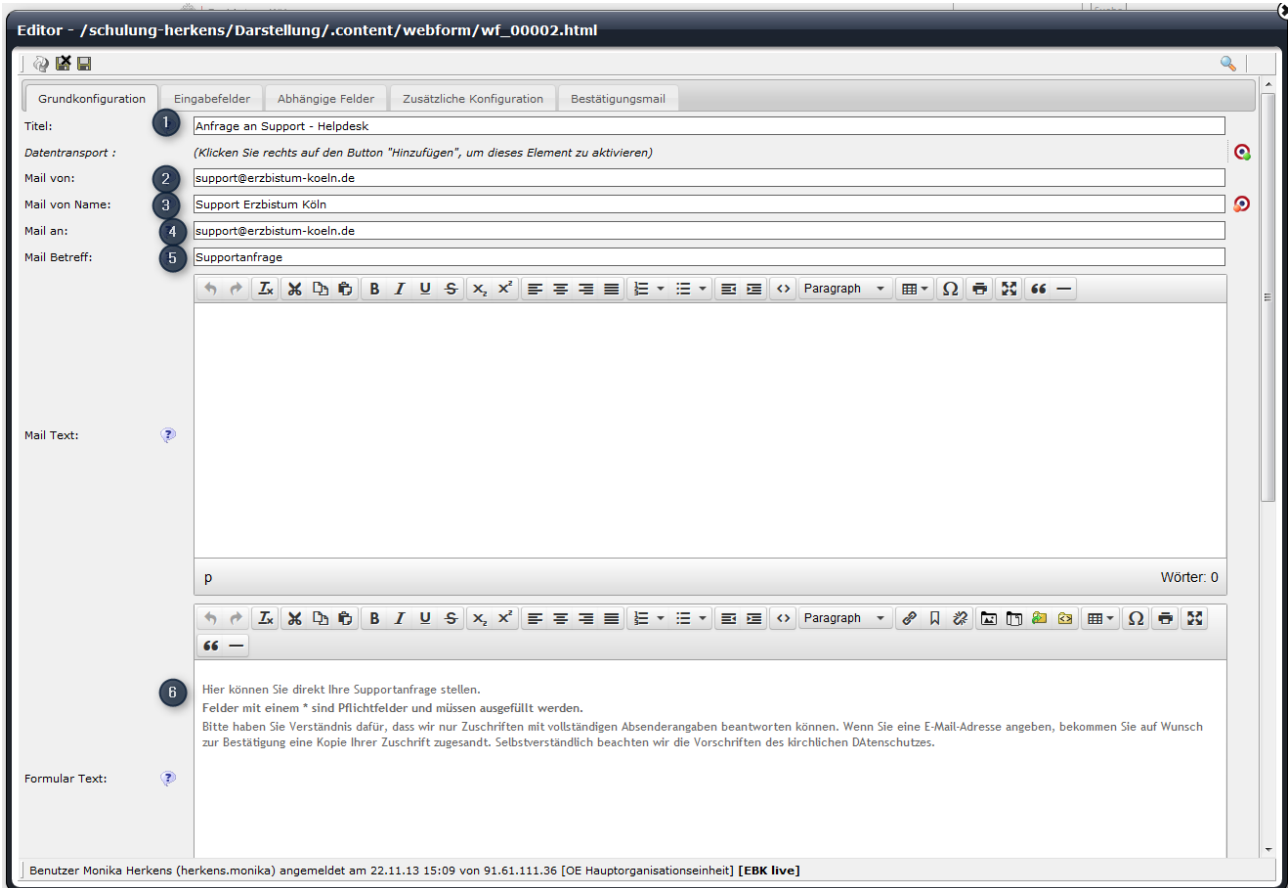 Suche
Editor - /schulung-herkens/Darstellung/.content/webform/wf_00002.html
Grundkonfiguration Eingabefelder Abhängige Felder Zusätzliche Konfiguration Bestätigungsmail
Titel: 1 Anfrage an Support - Helpdesk
Datentransport : (Klicken Sie rechts auf den Button "Hinzufügen", um dieses Element zu aktivieren)
Mail von: 2 support@erzbistum-koeln.de
Mail von Name: 3 Support Erzbistum Köln
Mail an: 4 support@erzbistum-koeln.de
Mail Betreff: 5 Supportanfrage
Paragraph
Mail Text:
p Wörter: 0
Paragraph
6 Hier können Sie direkt Ihre Supportanfrage stellen.
Felder mit einem * sind Pflichtfelder und müssen ausgefüllt werden.
Bitte haben Sie Verständnis dafür, dass wir nur Zuschriften mit vollständigen Absenderangaben beantworten können. Wenn Sie eine E-Mail-Adresse angeben, bekommen Sie auf Wunsch
zur Bestätigung eine Kopie Ihrer Zuschrift zugesandt. Selbstverständlich beachten wir die Vorschriften des kirchlichen DAtenschutzes.
Formular Text:
Benutzer Monika Herkens (herkens.monika) angemeldet am 22.11.13 15:09 von 91.61.111.36 [OE Hauptorganisationseinheit] [EBK live]